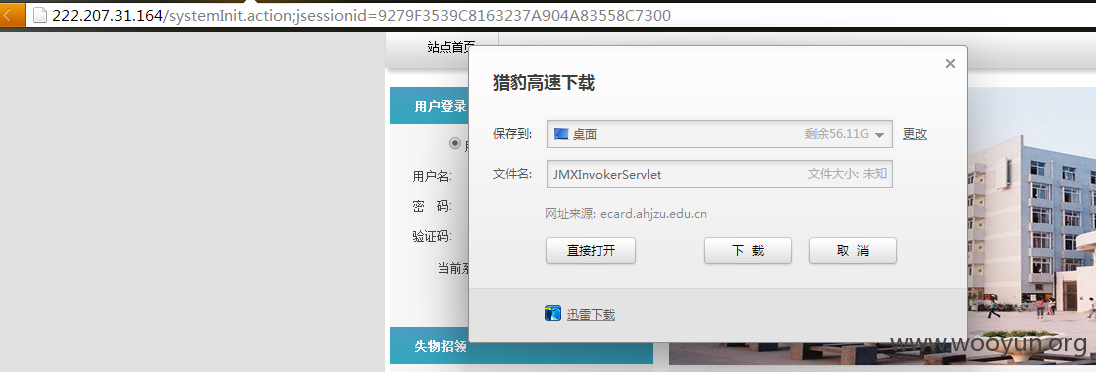 222.207.31.164/systemInit.action;jsessionid=9279F3539C8163237A904A83558C7300
站点首页
猎豹高速下载
用户登录
保存到: 桌面 剩余56.11G 更改
用户名:
文件名: JMXInvokerServlet 文件大小: 未知
密 码:
网址来源: ecard.ahjzu.edu.cn
验证码:
直接打开 下 载 取 消
当前系
迅雷下载
失物招领
www.wooyun.org